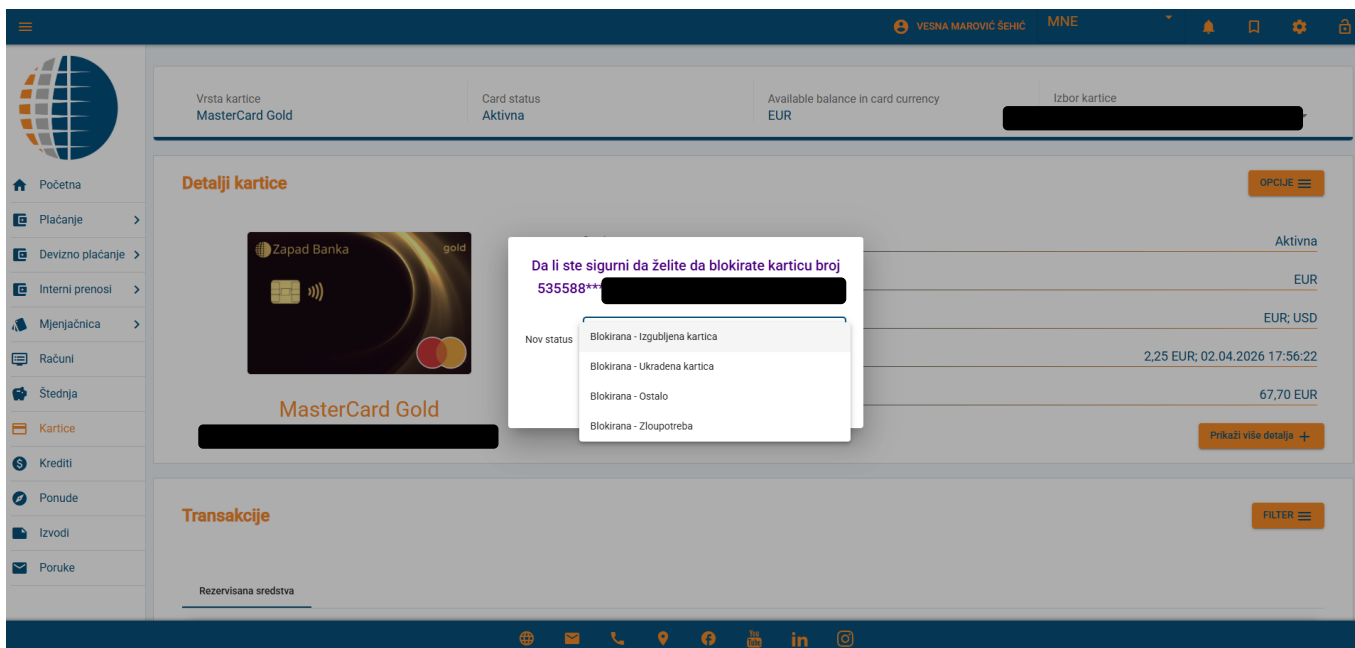 VESNA MAROVIĆ ŠEHIĆ
MNE
Vrsta kartice
MasterCard Gold
Card status
Aktivna
Available balance in card currency
EUR
Izbor kartice
Početna
Plaćanje
Devizno plaćanje
Interni prenosi
Mjenjačnica
Računi
Štednja
Kartice
Krediti
Ponude
Izvodi
Poruke
Detalji kartice
OPCIJE
Zapad Banka
gold
MasterCard Gold
Aktivna
EUR
EUR; USD
2,25 EUR; 02.04.2026 17:56:22
67,70 EUR
Prikaži više detalja
Da li ste sigurni da želite da blokirate karticu broj
535588***
Nov status
Blokirana - Izgubljena kartica
Blokirana - Ukradena kartica
Blokirana - Ostalo
Blokirana - Zloupotreba
Transakcije
FILTER
Rezervisana sredstva
You
Tube
in